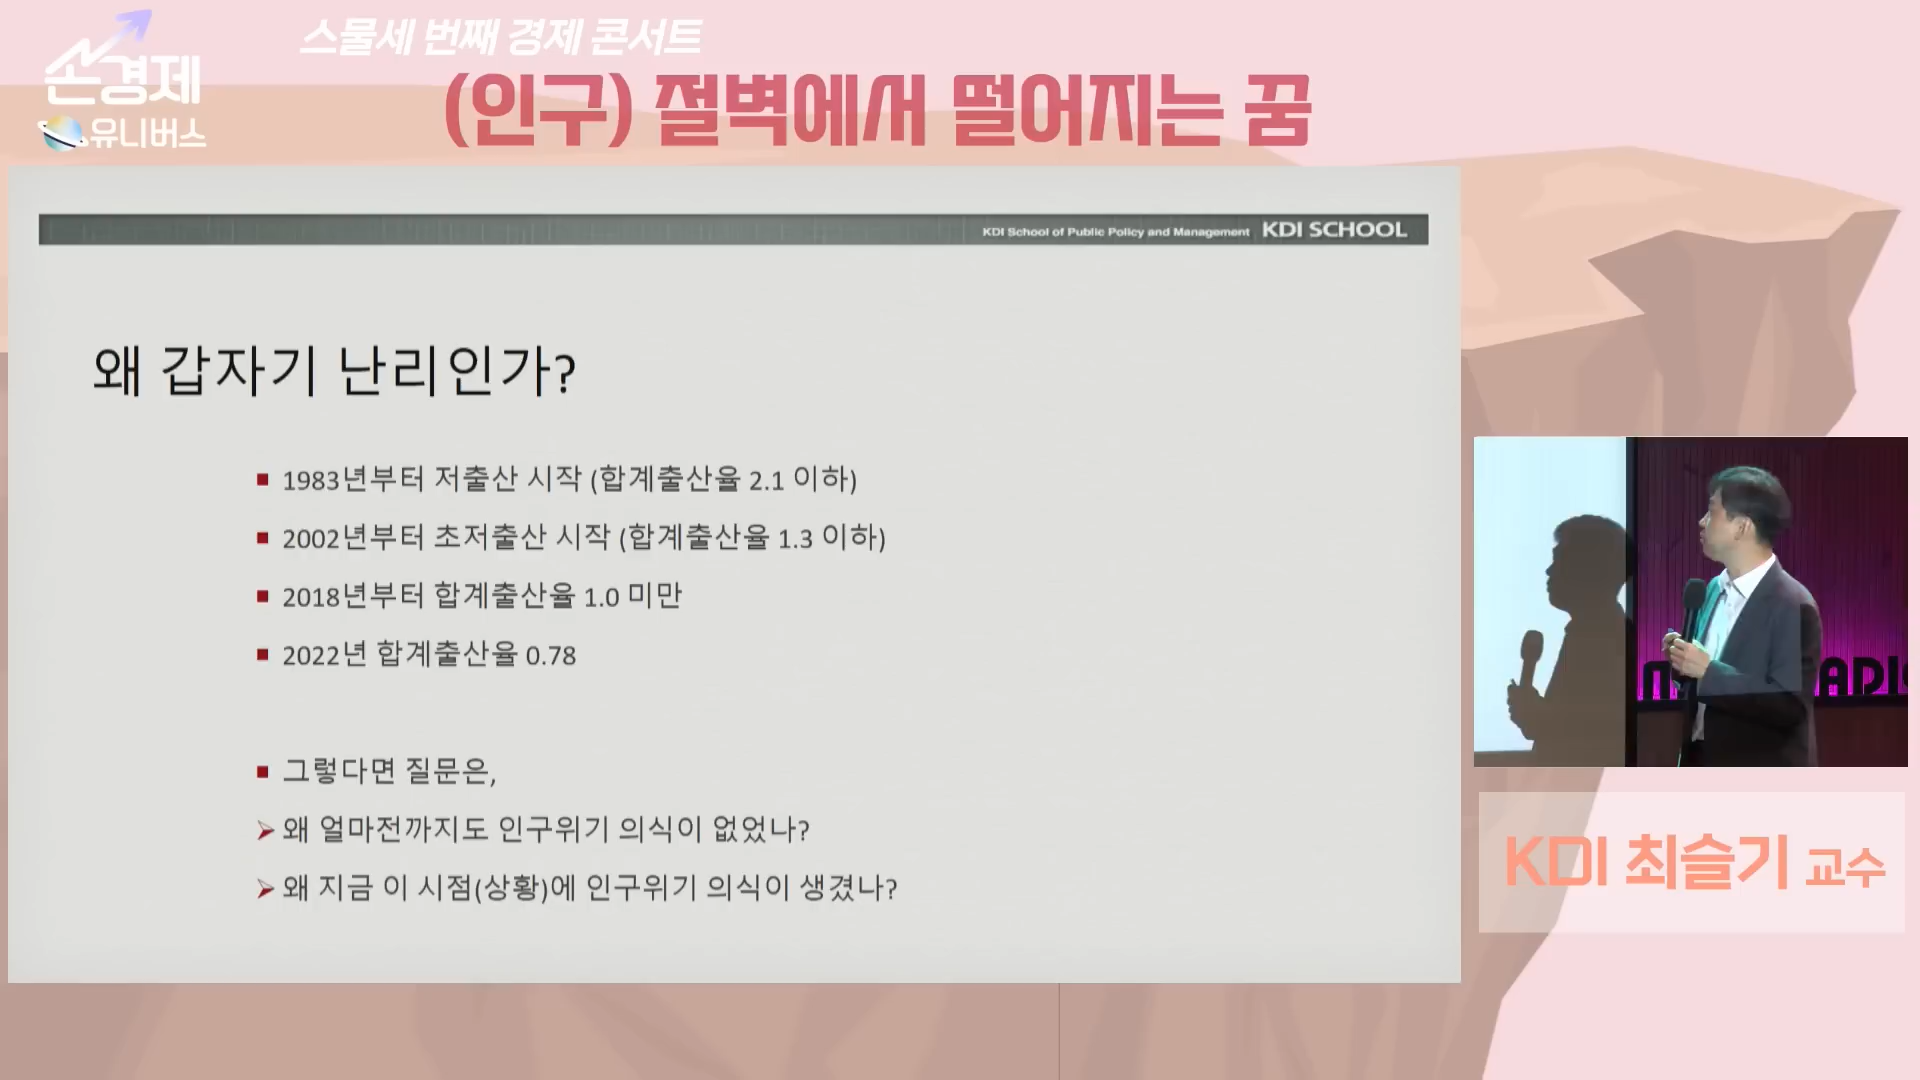 손경제
유니버스
스물세 번째 경제 콘서트
(인구) 절벽에서 떨어지는 꿈
KDI School of Public Policy and Management KDI SCHOOL
왜 갑자기 난리인가?
1983년부터 저출산 시작 (합계출산율 2.1 이하)
2002년부터 초저출산 시작 (합계출산율 1.3 이하)
2018년부터 합계출산율 1.0 미만
2022년 합계출산율 0.78
그렇다면 질문은,
왜 얼마전까지도 인구위기 의식이 없었나?
왜 지금 이 시점(상황)에 인구위기 의식이 생겼나?
KDI 최슬기 교수